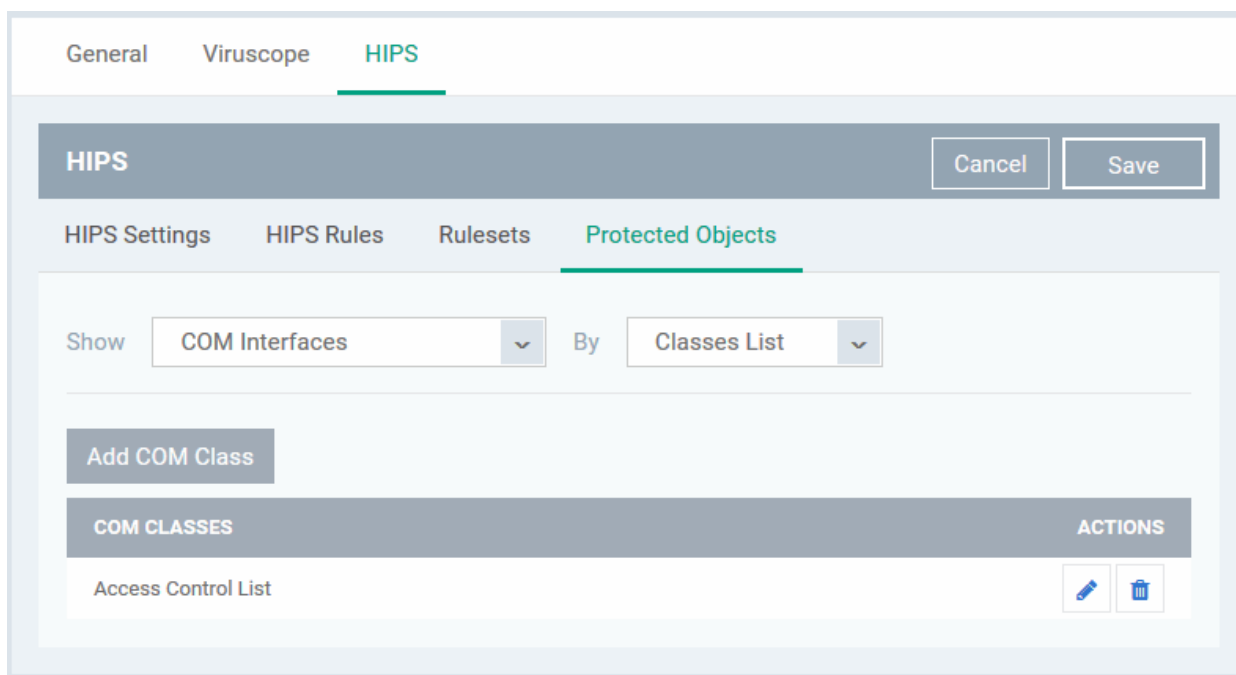 General Viruscope HIPS
HIPS Cancel Save
HIPS Settings HIPS Rules Rulesets Protected Objects
Show COM Interfaces By Classes List
Add COM Class
COM CLASSES ACTIONS
Access Control List